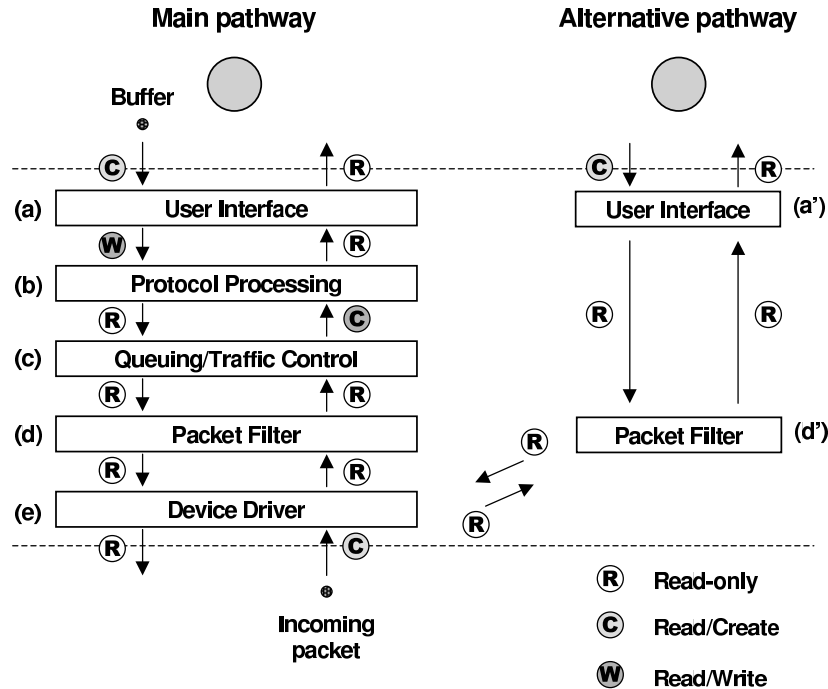 Main pathway
Alternative pathway
Buffer
C
R
C
R
(a)
User Interface
User Interface
(a')
W
R
(b)
Protocol Processing
R
C
R
R
(c)
Queuing/Traffic Control
R
R
(d)
Packet Filter
Packet Filter
(d')
R
R
R
(e)
Device Driver
R
R
C
R Read-only
Incoming
packet
C Read/Create
W Read/Write